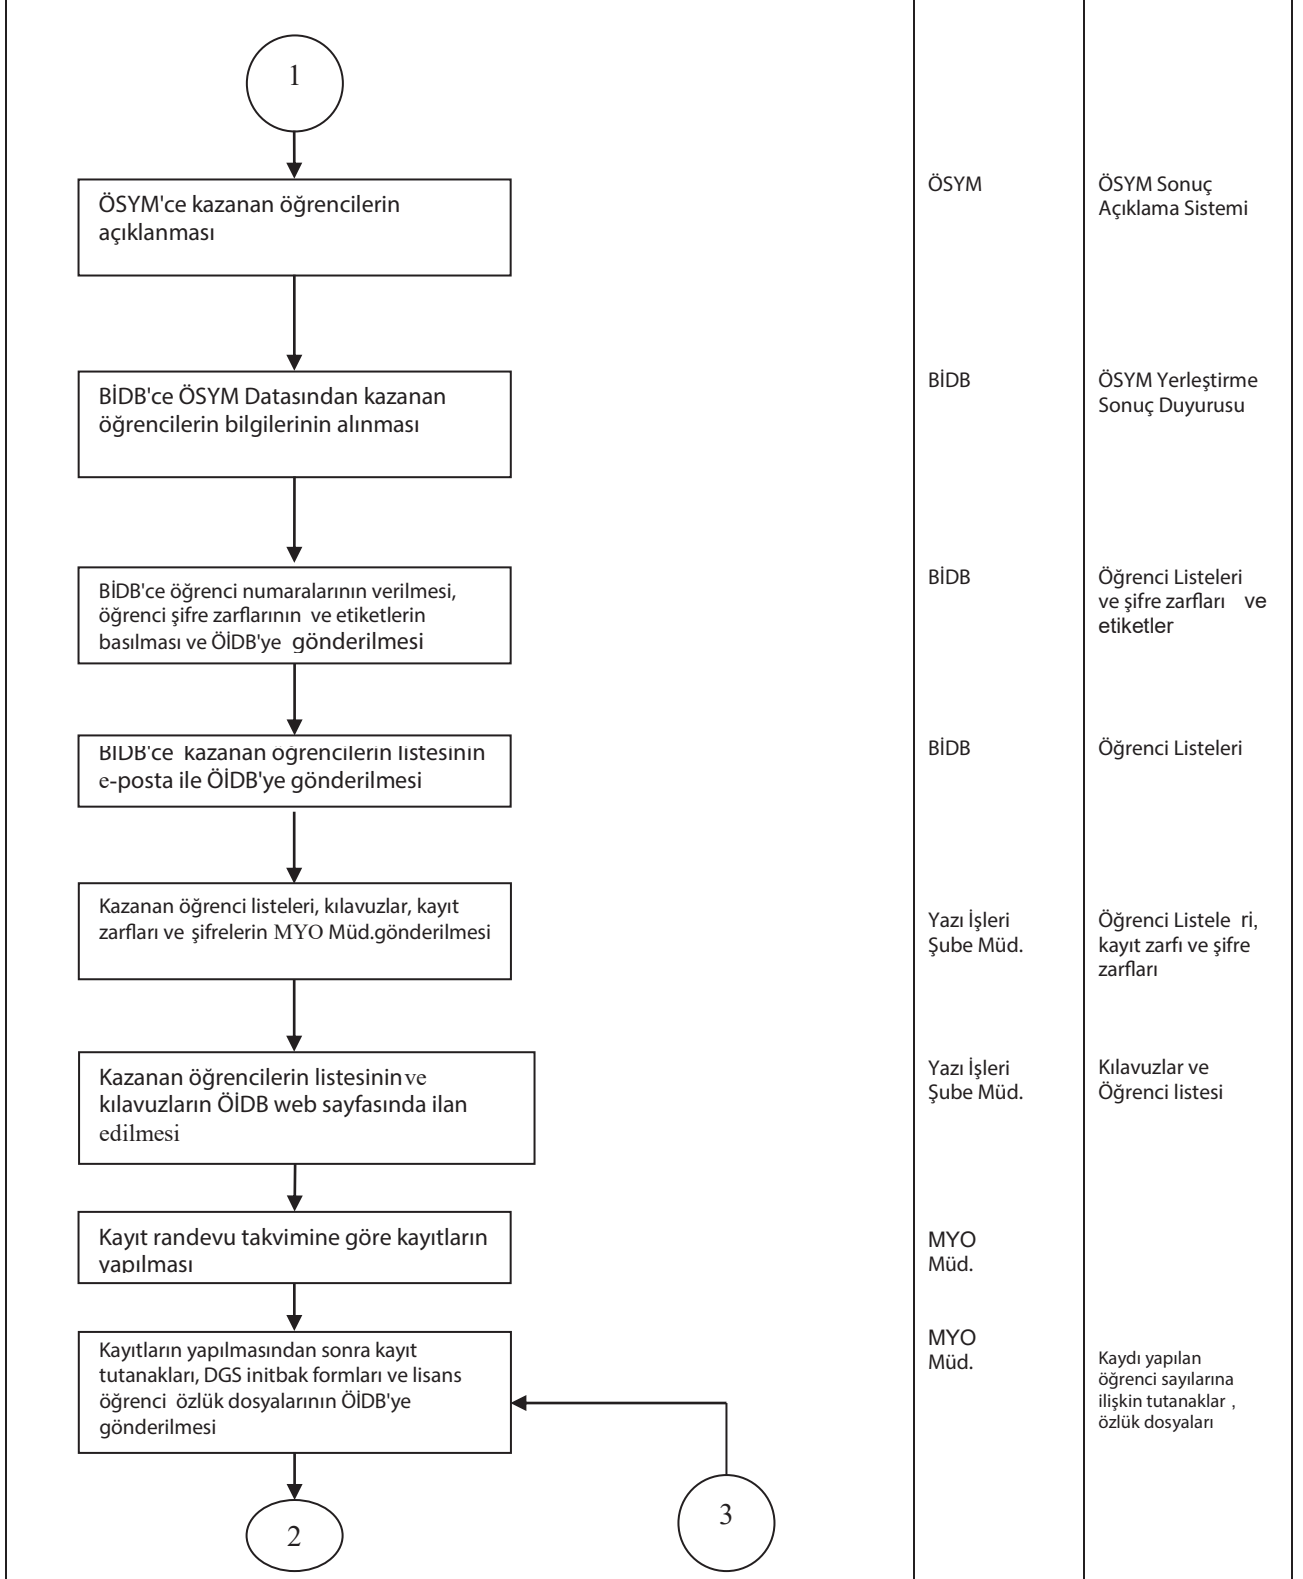 1
ÖSYM'ce kazanan öğrencilerin
açıklanması
ÖSYM
ÖSYM Sonuç
Açıklama Sistemi
BİDB'ce ÖSYM Datasından kazanan
öğrencilerin bilgilerinin alınması
BİDB
ÖSYM Yerleştirme
Sonuç Duyurusu
BİDB'ce öğrenci numaralarının verilmesi,
öğrenci şifre zarflarının ve etiketlerin
basılması ve ÖİDB'ye gönderilmesi
BİDB
Öğrenci Listeleri
ve şifre zarfları ve
etiketler
BİDB'ce kazanan öğrencilerin listesinin
e-posta ile ÖİDB'ye gönderilmesi
BİDB
Öğrenci Listeleri
Kazanan öğrenci listeleri, kılavuzlar, kayıt
zarfları ve şifrelerin MYO Müd.gönderilmesi
Yazı İşleri
Şube Müd.
Öğrenci Listele ri,
kayıt zarfı ve şifre
zarfları
Kazanan öğrencilerin listesinin ve
kılavuzların ÖİDB web sayfasında ilan
edilmesi
Yazı İşleri
Şube Müd.
Kılavuzlar ve
Öğrenci listesi
Kayıt randevu takvimine göre kayıtların
yapılması
MYO
Müd.
Kayıtların yapılmasından sonra kayıt
tutanakları, DGS initbak formları ve lisans
öğrenci özlük dosyalarının ÖİDB'ye
gönderilmesi
MYO
Müd.
Kaydı yapılan
öğrenci sayılarına
ilişkin tutanaklar ,
özlük dosyaları
2
3